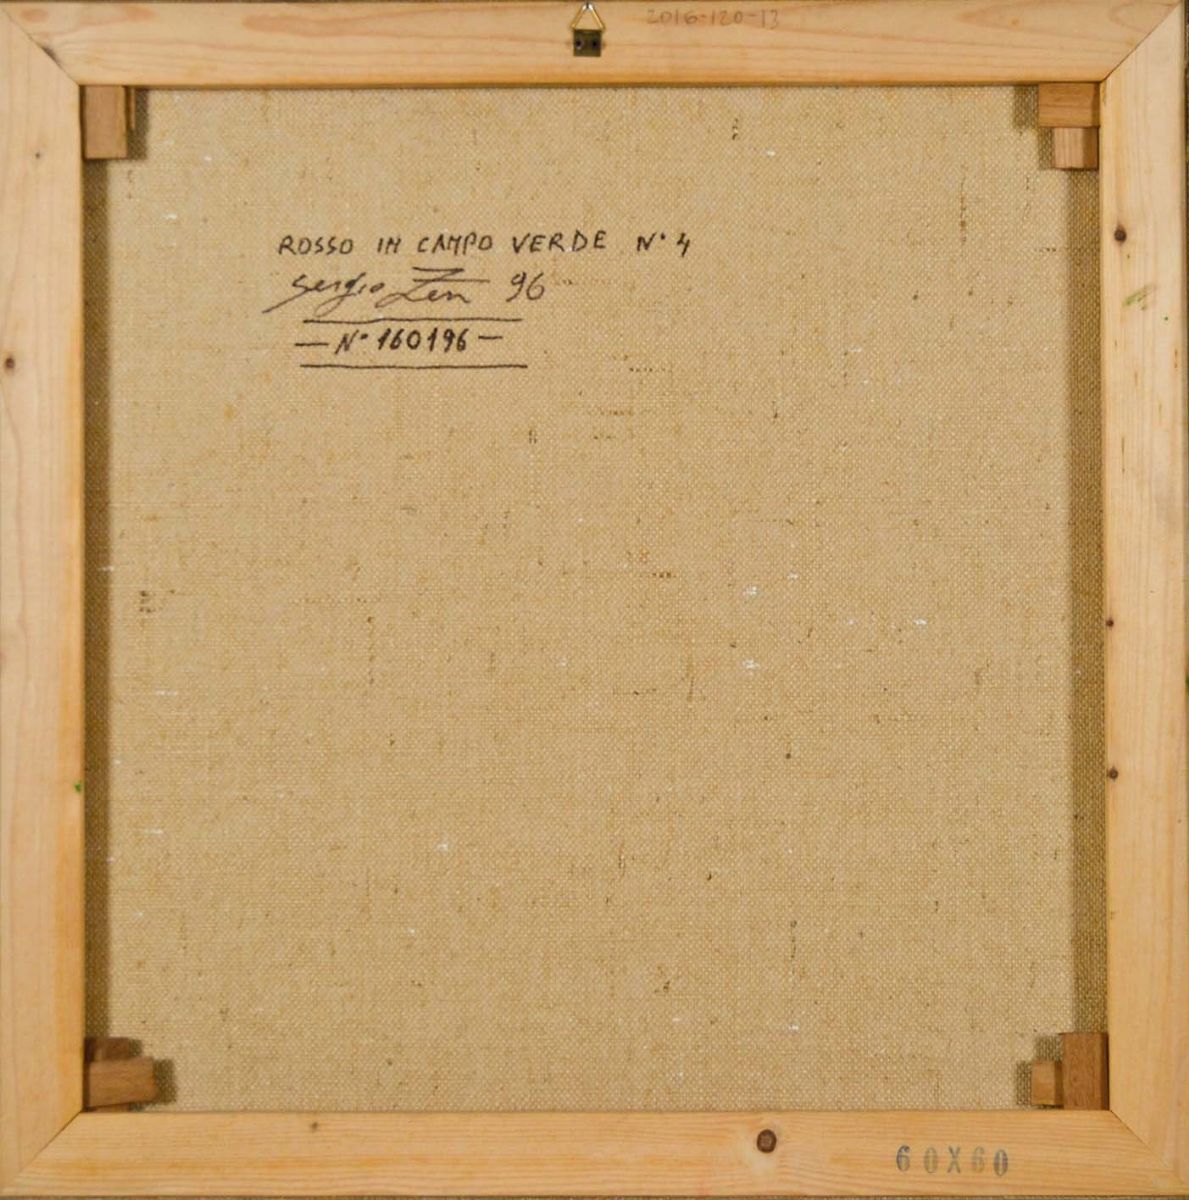 2016-120-13
ROSSO IN CAMPO VERDE N° 4
Sergio Zen 96
— N° 160196 —
60X60